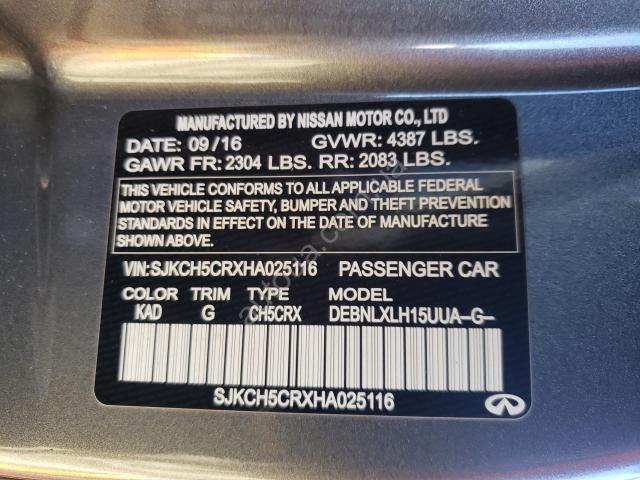 MANUFACTURED BY NISSAN MOTOR CO., LTD
DATE: 09/16 GVWR: 4387 LBS.
GAWR FR: 2304 LBS. RR: 2083 LBS.
THIS VEHICLE CONFORMS TO ALL APPLICABLE FEDERAL
MOTOR VEHICLE SAFETY, BUMPER AND THEFT PREVENTION
STANDARDS IN EFFECT ON THE DATE OF MANUFACTURE
SHOWN ABOVE.
VIN:SJKCH5CRXHA025116 PASSENGER CAR
COLOR TRIM TYPE MODEL
KAD G CH5CRX DEBNLXLH15UUA-G-
SJKCH5CRXHA025116